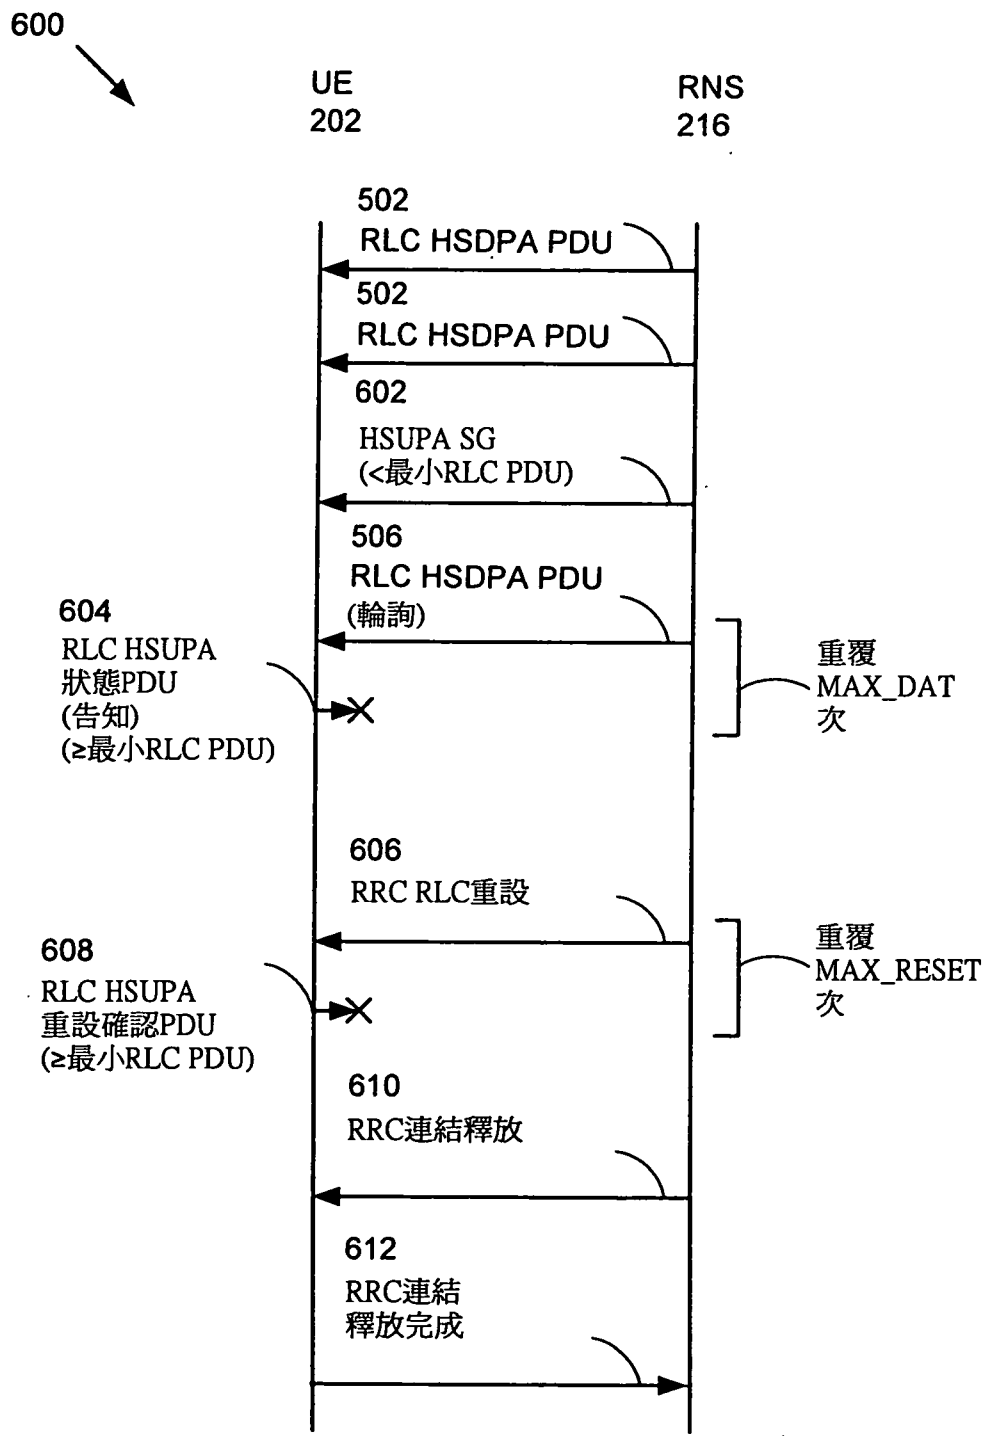 600
UE
202
RNS
216
502
RLC HSDPA PDU
502
RLC HSDPA PDU
602
HSUPA SG
(<最小RLC PDU)
506
RLC HSDPA PDU
(輪詢)
604
RLC HSUPA
狀態PDU
(告知)
(≥最小RLC PDU)
重覆
MAX_DAT
次
606
RRC RLC重設
608
RLC HSUPA
重設確認PDU
(≥最小RLC PDU)
重覆
MAX_RESET
次
610
RRC連結釋放
612
RRC連結
釋放完成